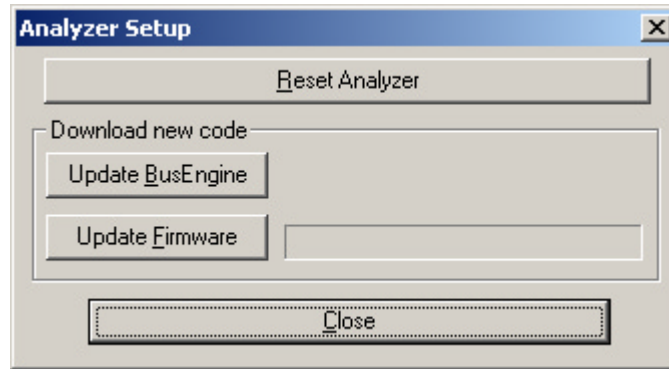 Analyzer Setup
Reset Analyzer
Download new code
Update BusEngine
Update Firmware
Close